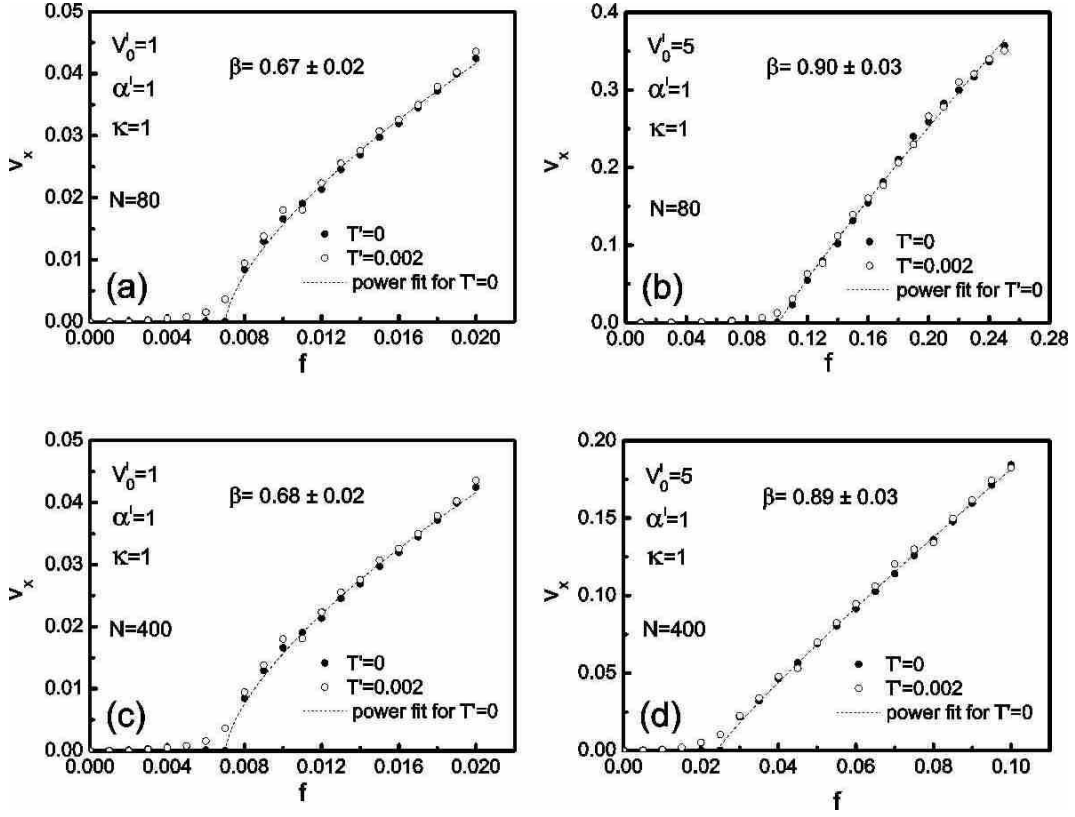 0.05
0.04
0.03
0.02
0.01
0.00
Vx
V₀ᴵ=1
αᴵ=1
κ=1
N=80
β= 0.67 ± 0.02
T'=0
T'=0.002
power fit for T'=0
(a)
0.000 0.004 0.008 0.012 0.016 0.020
f
0.4
0.3
0.2
0.1
0.0
Vx
V₀ᴵ=5
αᴵ=1
κ=1
N=80
β= 0.90 ± 0.03
T'=0
T'=0.002
power fit for T'=0
(b)
0.00 0.04 0.08 0.12 0.16 0.20 0.24 0.28
f
0.05
0.04
0.03
0.02
0.01
0.00
Vx
V₀ᴵ=1
αᴵ=1
κ=1
N=400
β= 0.68 ± 0.02
T'=0
T'=0.002
power fit for T'=0
(c)
0.000 0.004 0.008 0.012 0.016 0.020
f
0.20
0.15
0.10
0.05
0.00
Vx
V₀ᴵ=5
αᴵ=1
κ=1
N=400
β= 0.89 ± 0.03
T'=0
T'=0.002
power fit for T'=0
(d)
0.00 0.02 0.04 0.06 0.08 0.10
f